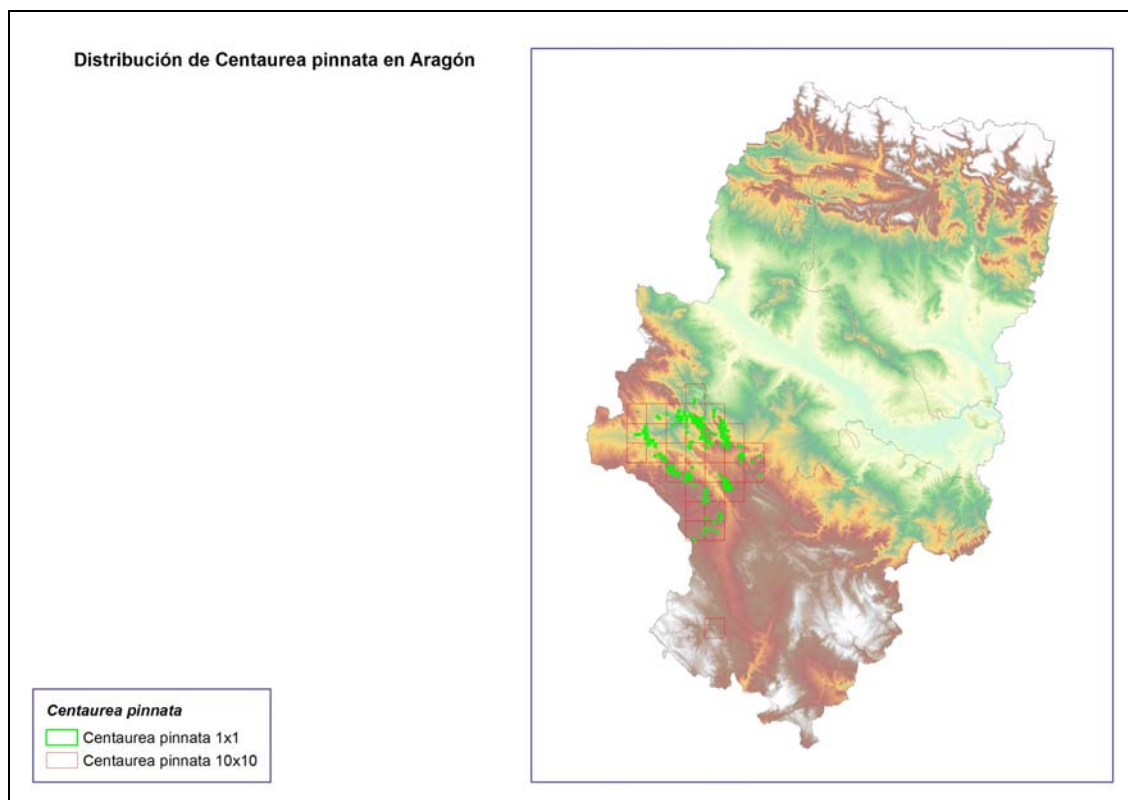 Distribución de Centaurea pinnata en Aragón
Centaurea pinnata
Centaurea pinnata 1x1
Centaurea pinnata 10x10